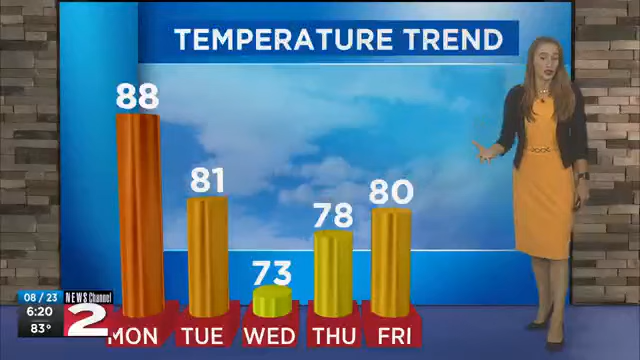 TEMPERATURE TREND
88
81
73
78
80
MON TUE WED THU FRI
08 / 23
6:20
83°
NEWS Channel
2